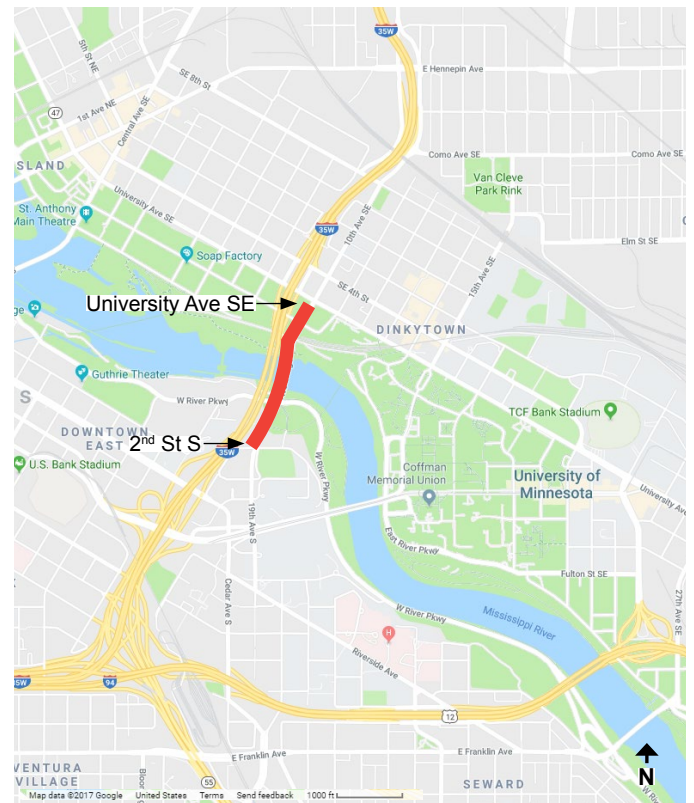 35W
E Hennepin Ave
5th St NE
SE 8th St
47
1st Ave NE
Central Ave SE
Como Ave SE
Como Ave SE
ISLAND
Van Cleve
Park Rink
University Ave SE
St. Anthony
Main Theatre
10th Ave SE
35W
Elm St SE
Soap Factory
15th Ave SE
SE 4th St
University Ave SE
DINKYTOWN
Guthrie Theater
W River Pkwy
S
TCF Bank Stadium
DOWNTOWN
EAST
2nd St S
35W
U.S. Bank Stadium
W River Pkwy
Coffman
Memorial Union
University of
Minnesota
University Ave
19th Ave S
East River Pkwy
Fulton St SE
Cedar Ave S
27th Ave SE
W River Pkwy
Mississippi River
H
Riverside Ave
35W
94
12
E Franklin Ave
E Franklin Ave
VENTURA
VILLAGE
55
SEWARD
N
Map data ©2017 Google United States Terms Send feedback 1000 ft